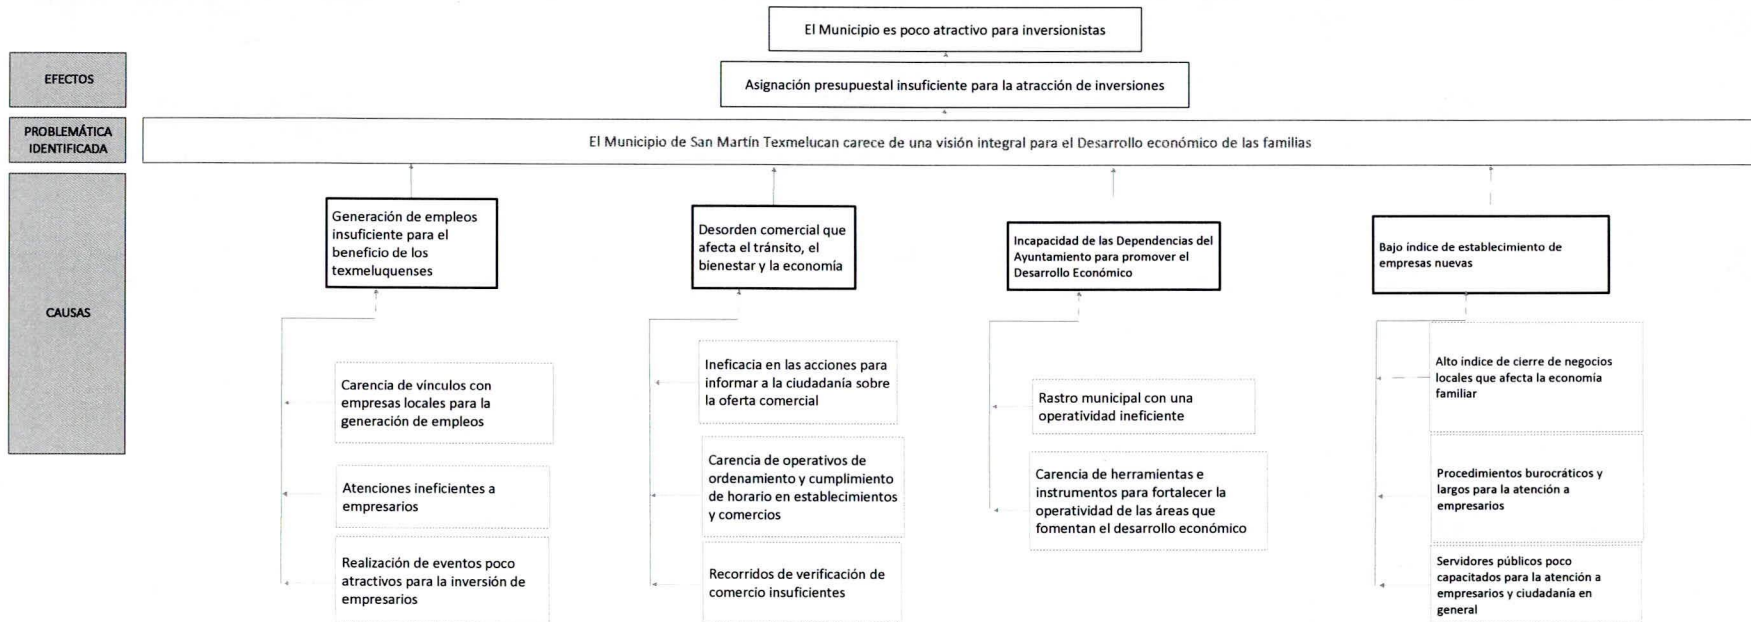 El Municipio es poco atractivo para inversionistas
EFECTOS
Asignación presupuestal insuficiente para la atracción de inversiones
PROBLEMÁTICA
IDENTIFICADA
El Municipio de San Martín Texmelucan carece de una visión integral para el Desarrollo económico de las familias
CAUSAS
Generación de empleos
insuficiente para el
beneficio de los
texmeluquenses
Desorden comercial que
afecta el tránsito, el
bienestar y la economía
Incapacidad de las Dependencias del
Ayuntamiento para promover el
Desarrollo Económico
Bajo índice de establecimiento de
empresas nuevas
Carencia de vínculos con
empresas locales para la
generación de empleos
Atenciones ineficientes a
empresarios
Realización de eventos poco
atractivos para la inversión de
empresarios
Ineficacia en las acciones para
informar a la ciudadanía sobre
la oferta comercial
Carencia de operativos de
ordenamiento y cumplimiento
de horario en establecimientos
y comercios
Recorridos de verificación de
comercio insuficientes
Rastro municipal con una
operatividad ineficiente
Carencia de herramientas e
instrumentos para fortalecer la
operatividad de las áreas que
fomentan el desarrollo económico
Alto índice de cierre de negocios
locales que afecta la economía
familiar
Procedimientos burocráticos y
largos para la atención a
empresarios
Servidores públicos poco
capacitados para la atención a
empresarios y ciudadanía en
general